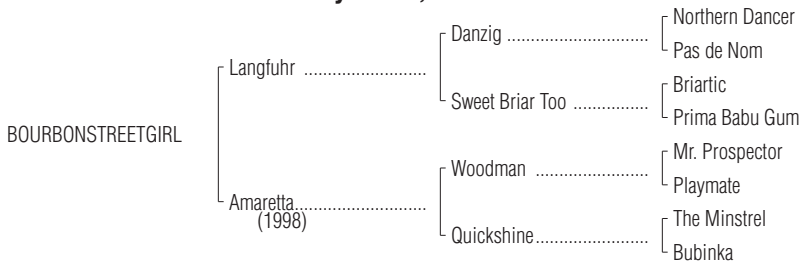 Northern Dancer
Danzig ..............................
Pas de Nom
Langfuhr ..........................
Briartic
Sweet Briar Too ................
Prima Babu Gum
BOURBONSTREETGIRL
Mr. Prospector
Woodman ........................
Playmate
Amaretta............................
(1998)
The Minstrel
Quickshine........................
Bubinka